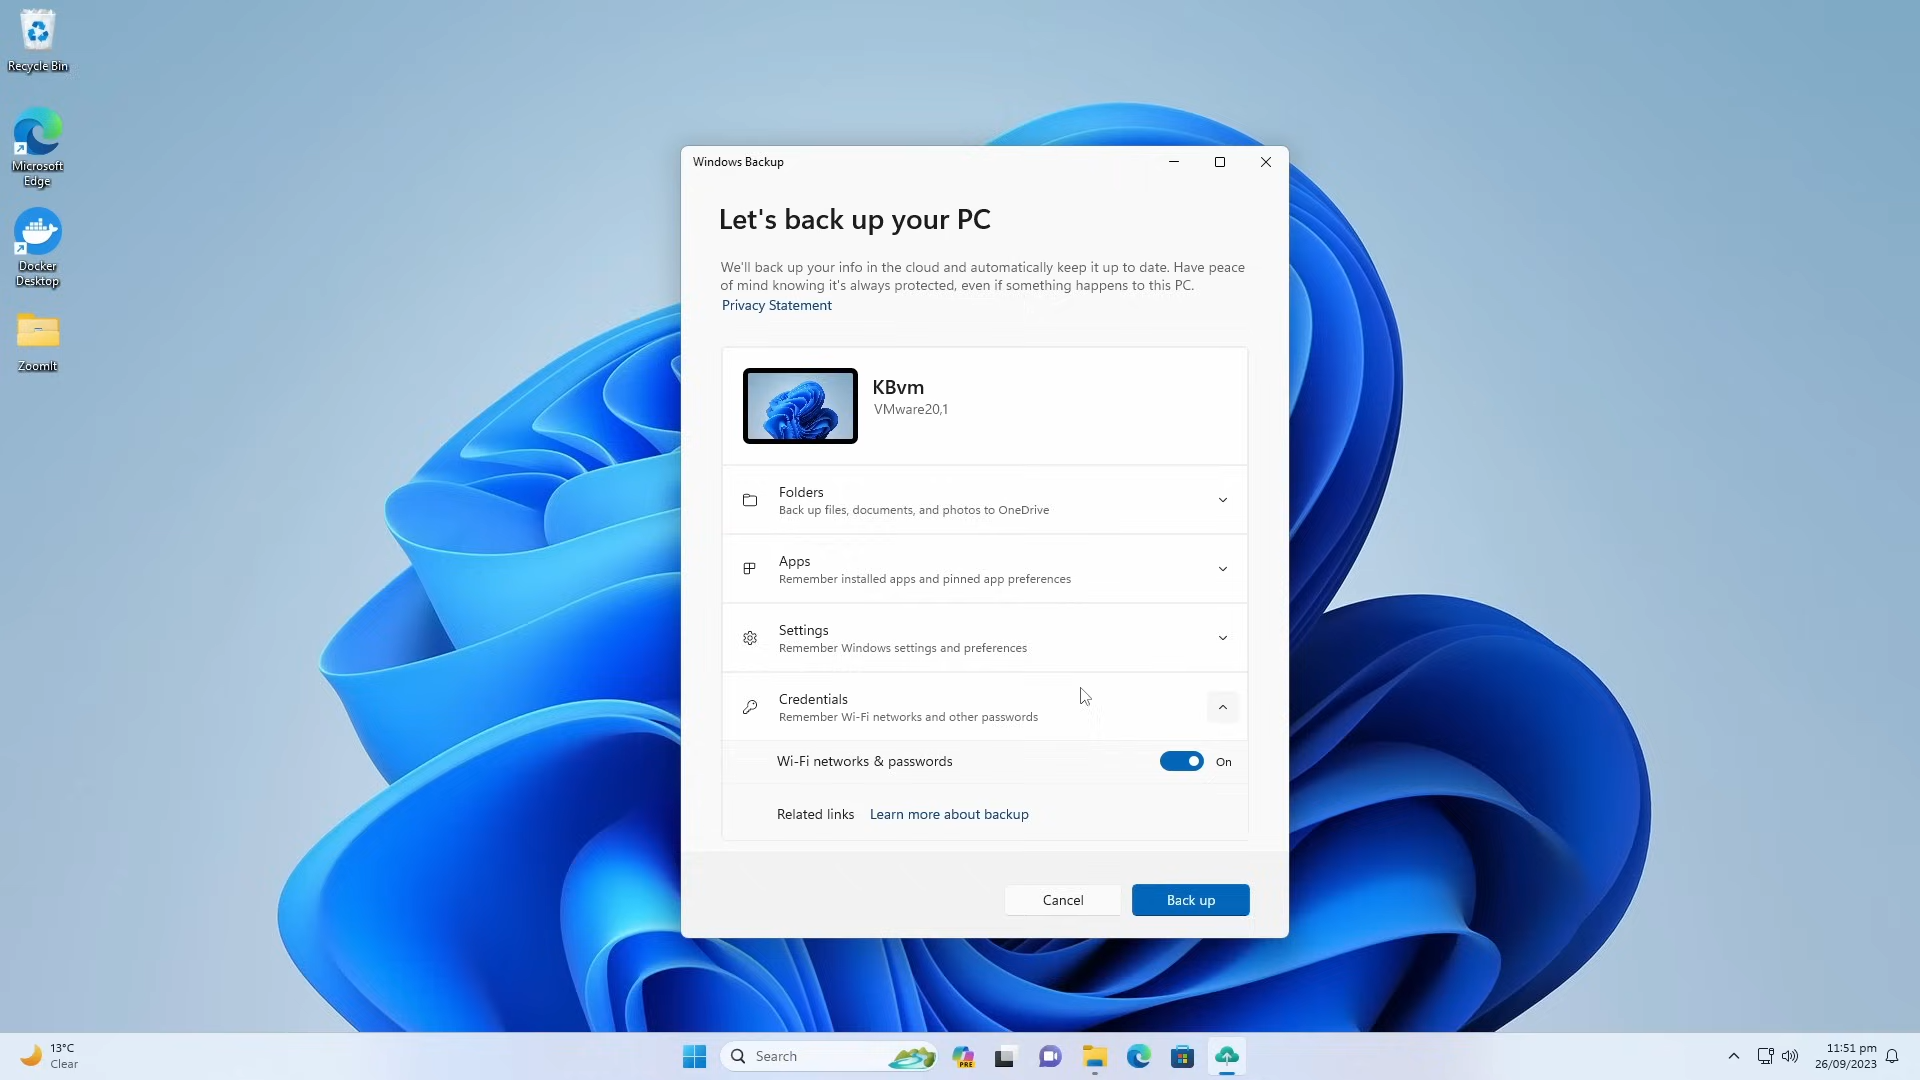 Recycle Bin
Microsoft
Edge
Docker
Desktop
ZoomIt
Windows Backup
Let's back up your PC
We'll back up your info in the cloud and automatically keep it up to date. Have peace
of mind knowing it's always protected, even if something happens to this PC.
Privacy Statement
KBvm
VMware20,1
Folders
Back up files, documents, and photos to OneDrive
Apps
Remember installed apps and pinned app preferences
Settings
Remember Windows settings and preferences
Credentials
Remember Wi-Fi networks and other passwords
Wi-Fi networks & passwords On
Related links Learn more about backup
Cancel Back up
13°C
Clear
Search
PRE
11:51 pm
26/09/2023